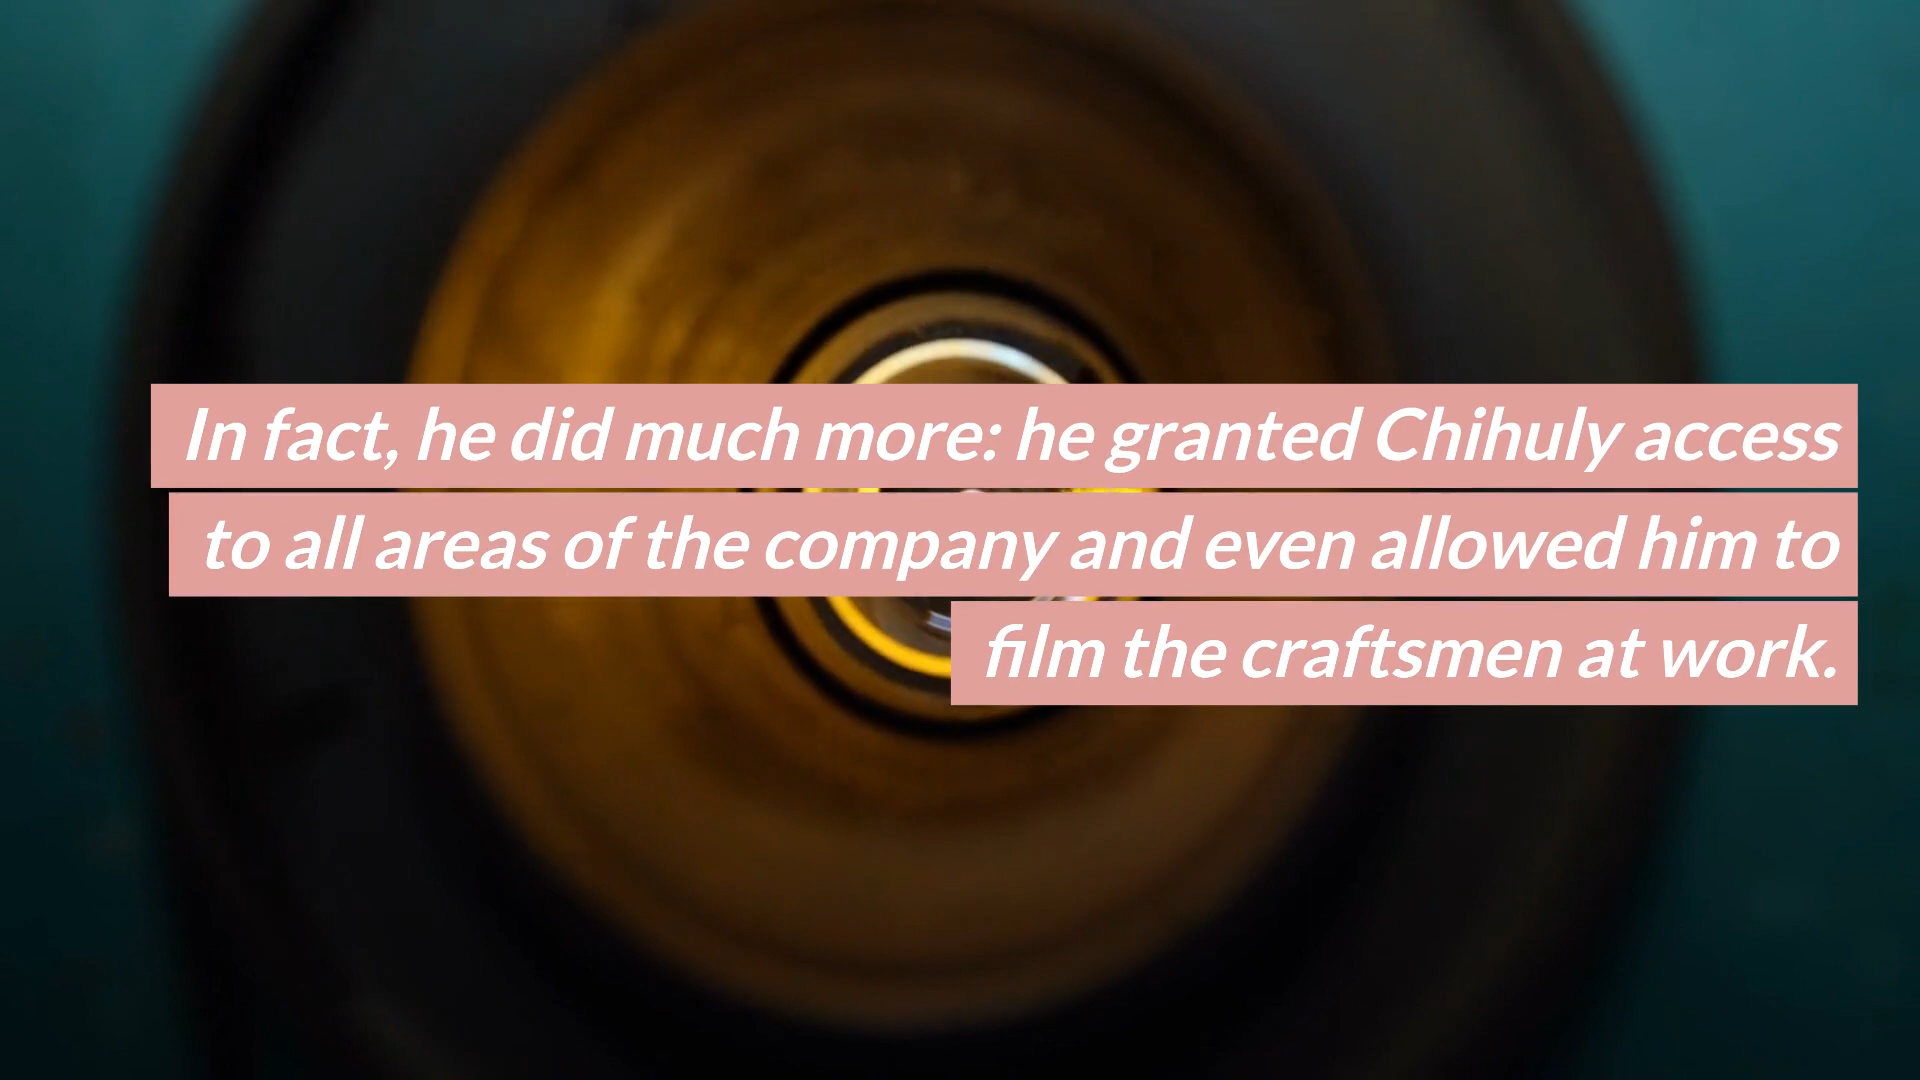 In fact, he did much more: he granted Chihuly access
to all areas of the company and even allowed him to
film the craftsmen at work.